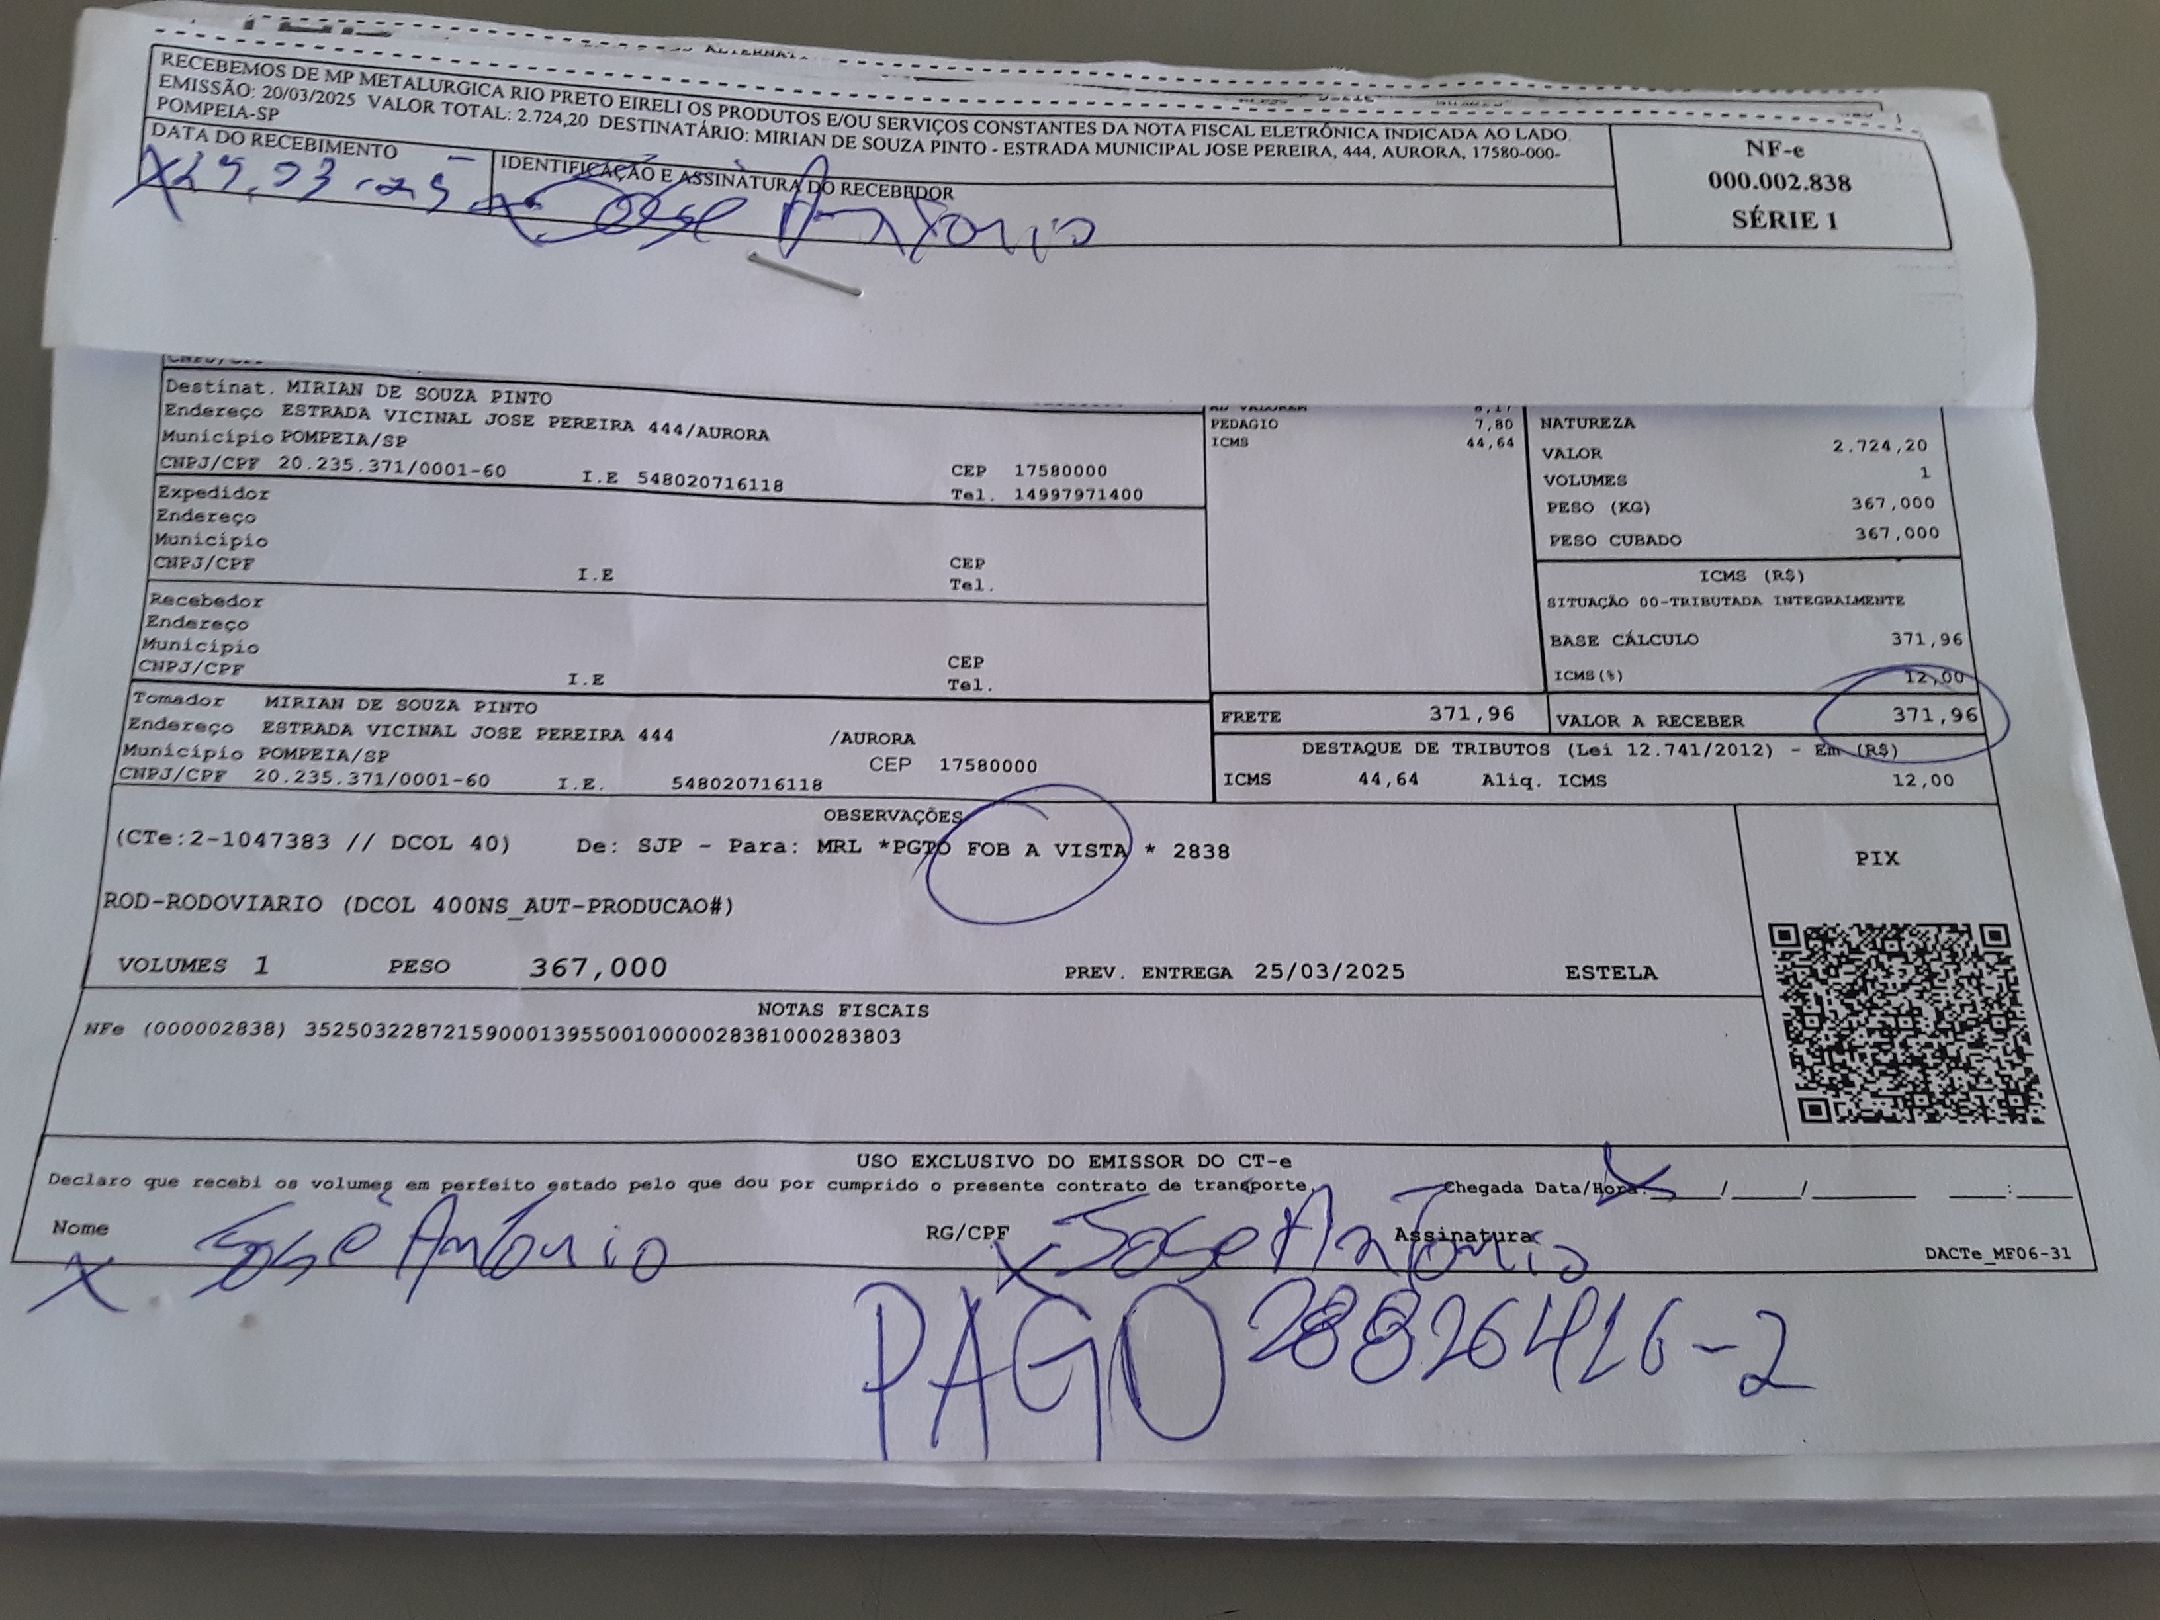 RECEBEMOS DE MP METALURGICA RIO PRETO EIRELI OS PRODUTOS E/OU SERVIÇOS CONSTANTES DA NOTA FISCAL ELETRÔNICA INDICADA AO LADO.
EMISSÃO: 20/03/2025 VALOR TOTAL: 2.724,20 DESTINATÁRIO: MIRIAN DE SOUZA PINTO - ESTRADA MUNICIPAL JOSE PEREIRA, 444, AURORA, 17580-000-
POMPEIA-SP
NF-e
000.002.838
SÉRIE 1
DATA DO RECEBIMENTO
IDENTIFICAÇÃO E ASSINATURA DO RECEBEDOR
José Antonio
CNPJ/CPF
Destinat. MIRIAN DE SOUZA PINTO
Endereço ESTRADA VICINAL JOSE PEREIRA 444/AURORA
Município POMPEIA/SP
CNPJ/CPF 20.235.371/0001-60 I.E 548020716118 CEP 17580000
Tel. 14997971400
Expedidor
Endereço
Município
CNPJ/CPF I.E CEP
Tel.
Recebedor
Endereço
Município
CNPJ/CPF I.E CEP
Tel.
Tomador MIRIAN DE SOUZA PINTO
Endereço ESTRADA VICINAL JOSE PEREIRA 444 /AURORA
Município POMPEIA/SP CEP 17580000
CNPJ/CPF 20.235.371/0001-60 I.E. 548020716118
AD VALOREM 8,17
PEDAGIO 7,80
ICMS 44,64
NATUREZA
VALOR 2.724,20
VOLUMES 1
PESO (KG) 367,000
PESO CUBADO 367,000
ICMS (R$)
SITUAÇÃO 00-TRIBUTADA INTEGRALMENTE
BASE CÁLCULO 371,96
ICMS(%) 12,00
FRETE 371,96 VALOR A RECEBER 371,96
DESTAQUE DE TRIBUTOS (Lei 12.741/2012) - Em (R$)
ICMS 44,64 Aliq. ICMS 12,00
OBSERVAÇÕES
(CTe:2-1047383 // DCOL 40) De: SJP - Para: MRL *PGTO FOB A VISTA * 2838
ROD-RODOVIARIO (DCOL 400NS_AUT-PRODUCAO#)
VOLUMES 1 PESO 367,000 PREV. ENTREGA 25/03/2025 ESTELA
PIX
NOTAS FISCAIS
NFe (000002838) 35250322872159000139550010000028381000283803
USO EXCLUSIVO DO EMISSOR DO CT-e
Declaro que recebi os volumes em perfeito estado pelo que dou por cumprido o presente contrato de transporte. Chegada Data/Hora: ____/____/______ ___:___
Nome José Antonio RG/CPF Assinatura
X X José Antonio
DACTe_MF06-31
PAGO 28826416-2